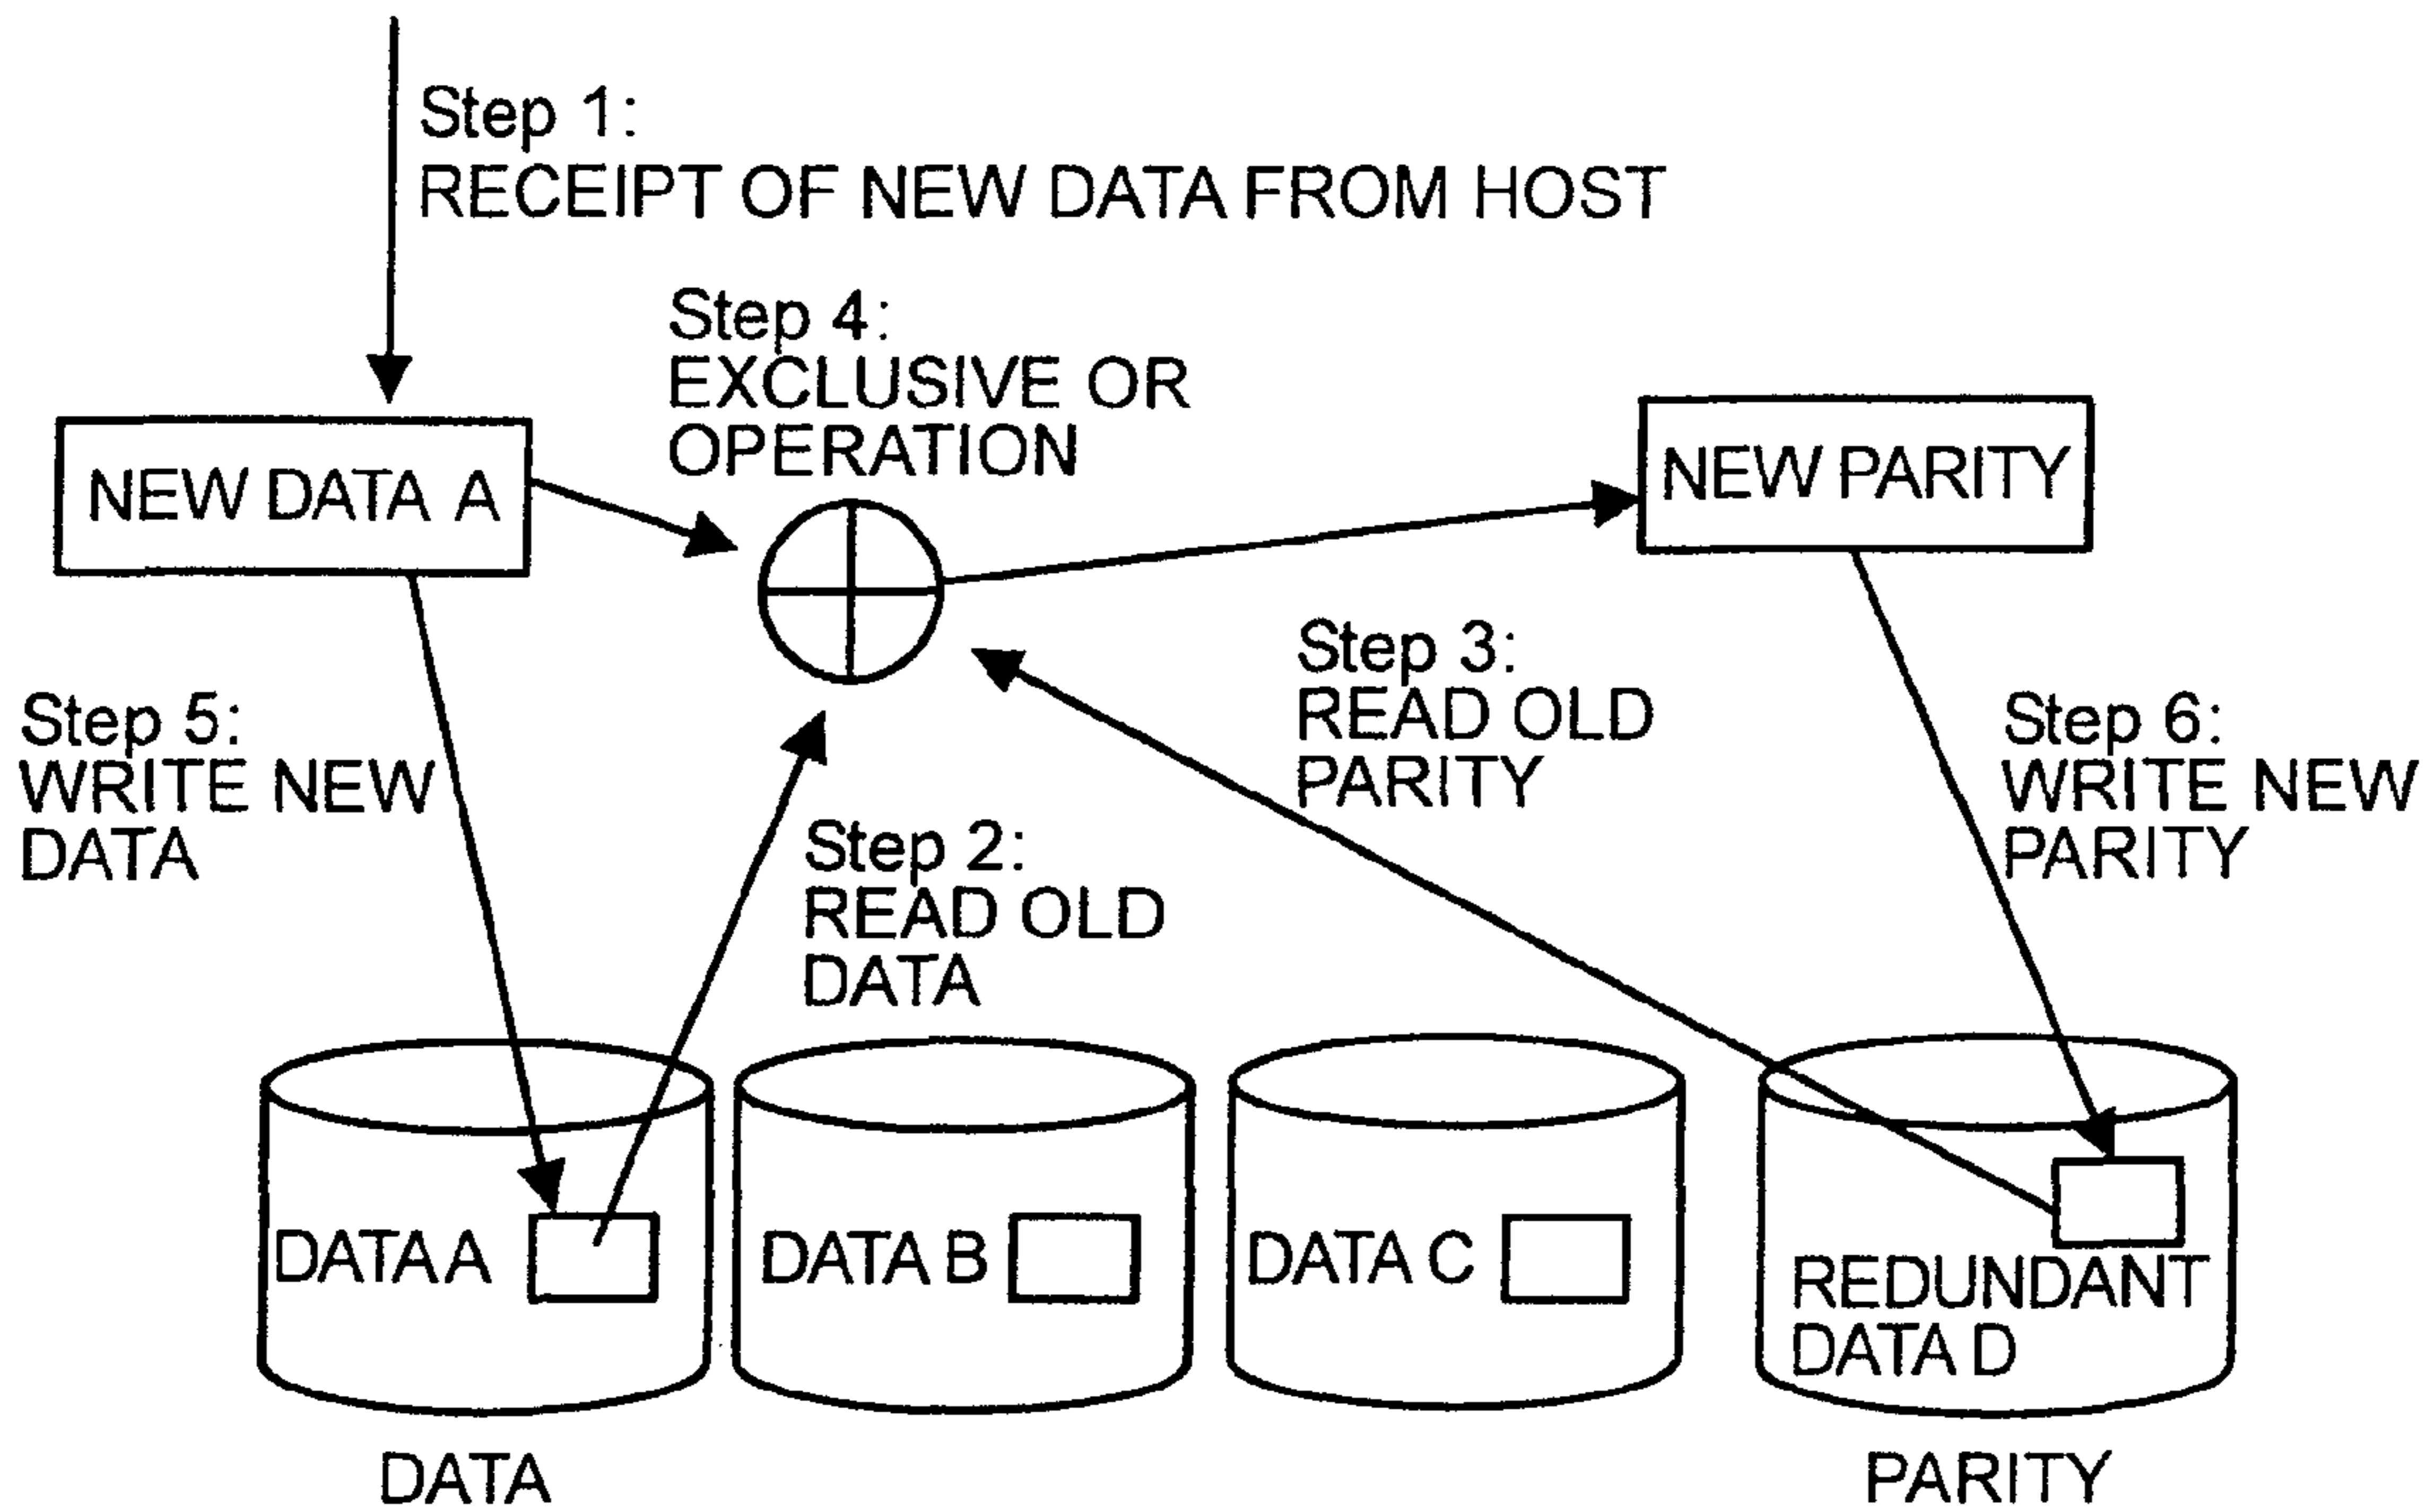 Step 1:
RECEIPT OF NEW DATA FROM HOST
Step 4:
EXCLUSIVE OR
OPERATION
NEW DATA A
NEW PARITY
Step 3:
READ OLD
PARITY
Step 5:
WRITE NEW
DATA
Step 6:
WRITE NEW
PARITY
Step 2:
READ OLD
DATA
DATA A
DATA B
DATA C
REDUNDANT
DATA D
DATA
PARITY